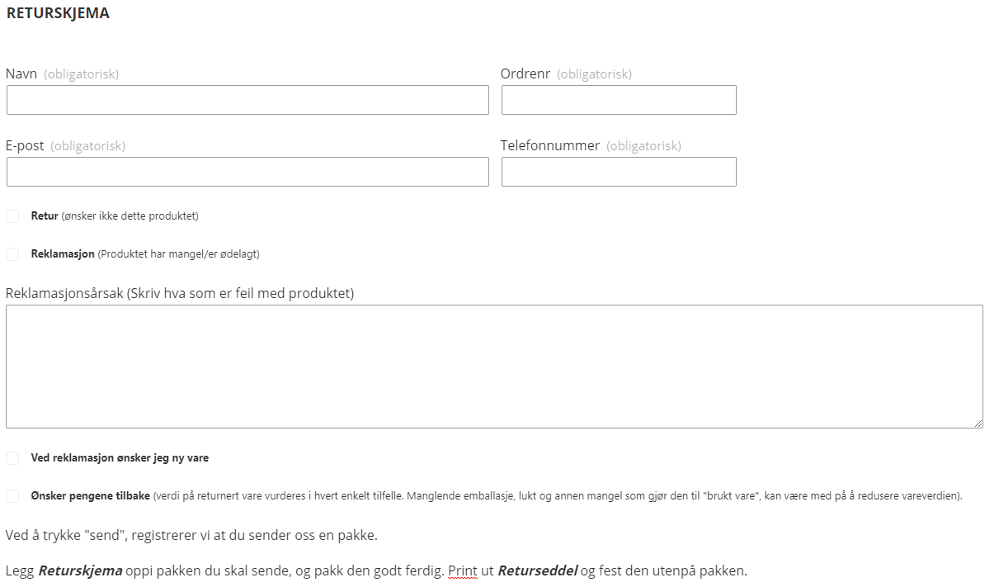 RETURSKJEMA
Navn (obligatorisk) Ordrenr (obligatorisk)
E-post (obligatorisk) Telefonnummer (obligatorisk)
Retur (ønsker ikke dette produktet)
Reklamasjon (Produktet har mangel/er ødelagt)
Reklamasjonsårsak (Skriv hva som er feil med produktet)
Ved reklamasjon ønsker jeg ny vare
Ønsker pengene tilbake (verdi på returnert vare vurderes i hvert enkelt tilfelle. Manglende emballasje, lukt og annen mangel som gjør den til "brukt vare", kan være med på å redusere vareverdien).
Ved å trykke "send", registrerer vi at du sender oss en pakke.
Legg Returskjema oppi pakken du skal sende, og pakk den godt ferdig. Print ut Returseddel og fest den utenpå pakken.